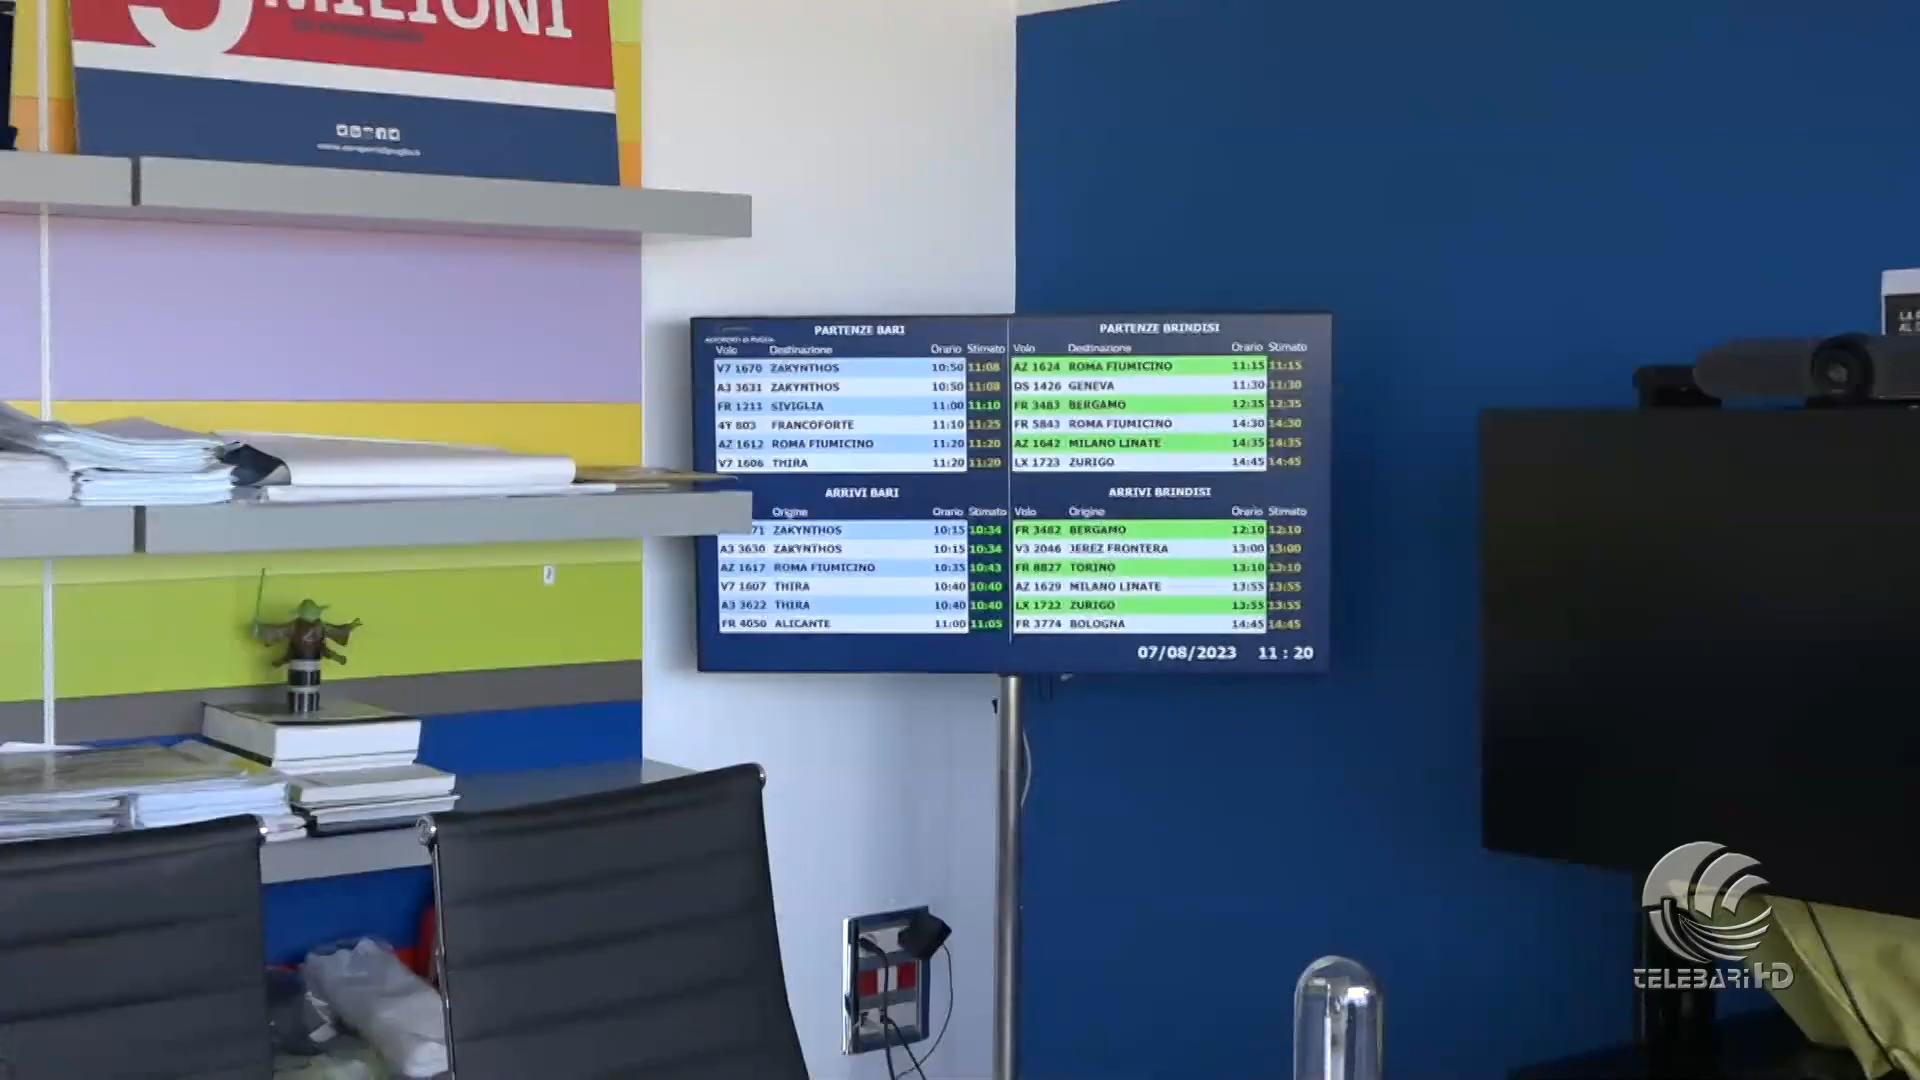 MILIONI
www.aeroportidipuglia.it
PARTENZE BARI
AEROPORTI DI PUGLIA
Volo Destinazione Orario Stimato
V7 1670 ZAKYNTHOS 10:50 11:08
A3 3631 ZAKYNTHOS 10:50 11:08
FR 1211 SIVIGLIA 11:00 11:10
4Y 803 FRANCOFORTE 11:10 11:25
AZ 1612 ROMA FIUMICINO 11:20 11:20
V7 1606 THIRA 11:20 11:20
PARTENZE BRINDISI
Volo Destinazione Orario Stimato
AZ 1624 ROMA FIUMICINO 11:15 11:15
DS 1426 GENEVA 11:30 11:30
FR 3483 BERGAMO 12:35 12:35
FR 5843 ROMA FIUMICINO 14:30 14:30
AZ 1642 MILANO LINATE 14:35 14:35
LX 1723 ZURIGO 14:45 14:45
ARRIVI BARI
Origine Orario Stimato
71 ZAKYNTHOS 10:15 10:34
A3 3630 ZAKYNTHOS 10:15 10:34
AZ 1617 ROMA FIUMICINO 10:35 10:43
V7 1607 THIRA 10:40 10:40
A3 3622 THIRA 10:40 10:40
FR 4050 ALICANTE 11:00 11:05
ARRIVI BRINDISI
Volo Origine Orario Stimato
FR 3482 BERGAMO 12:10 12:10
V3 2046 JEREZ FRONTERA 13:00 13:00
FR 8827 TORINO 13:10 13:10
AZ 1629 MILANO LINATE 13:55 13:55
LX 1722 ZURIGO 13:55 13:55
FR 3774 BOLOGNA 14:45 14:45
07/08/2023 11:20
TELEBARI HD